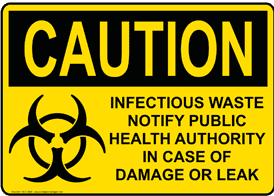 CAUTION
INFECTIOUS WASTE
NOTIFY PUBLIC
HEALTH AUTHORITY
IN CASE OF
DAMAGE OR LEAK